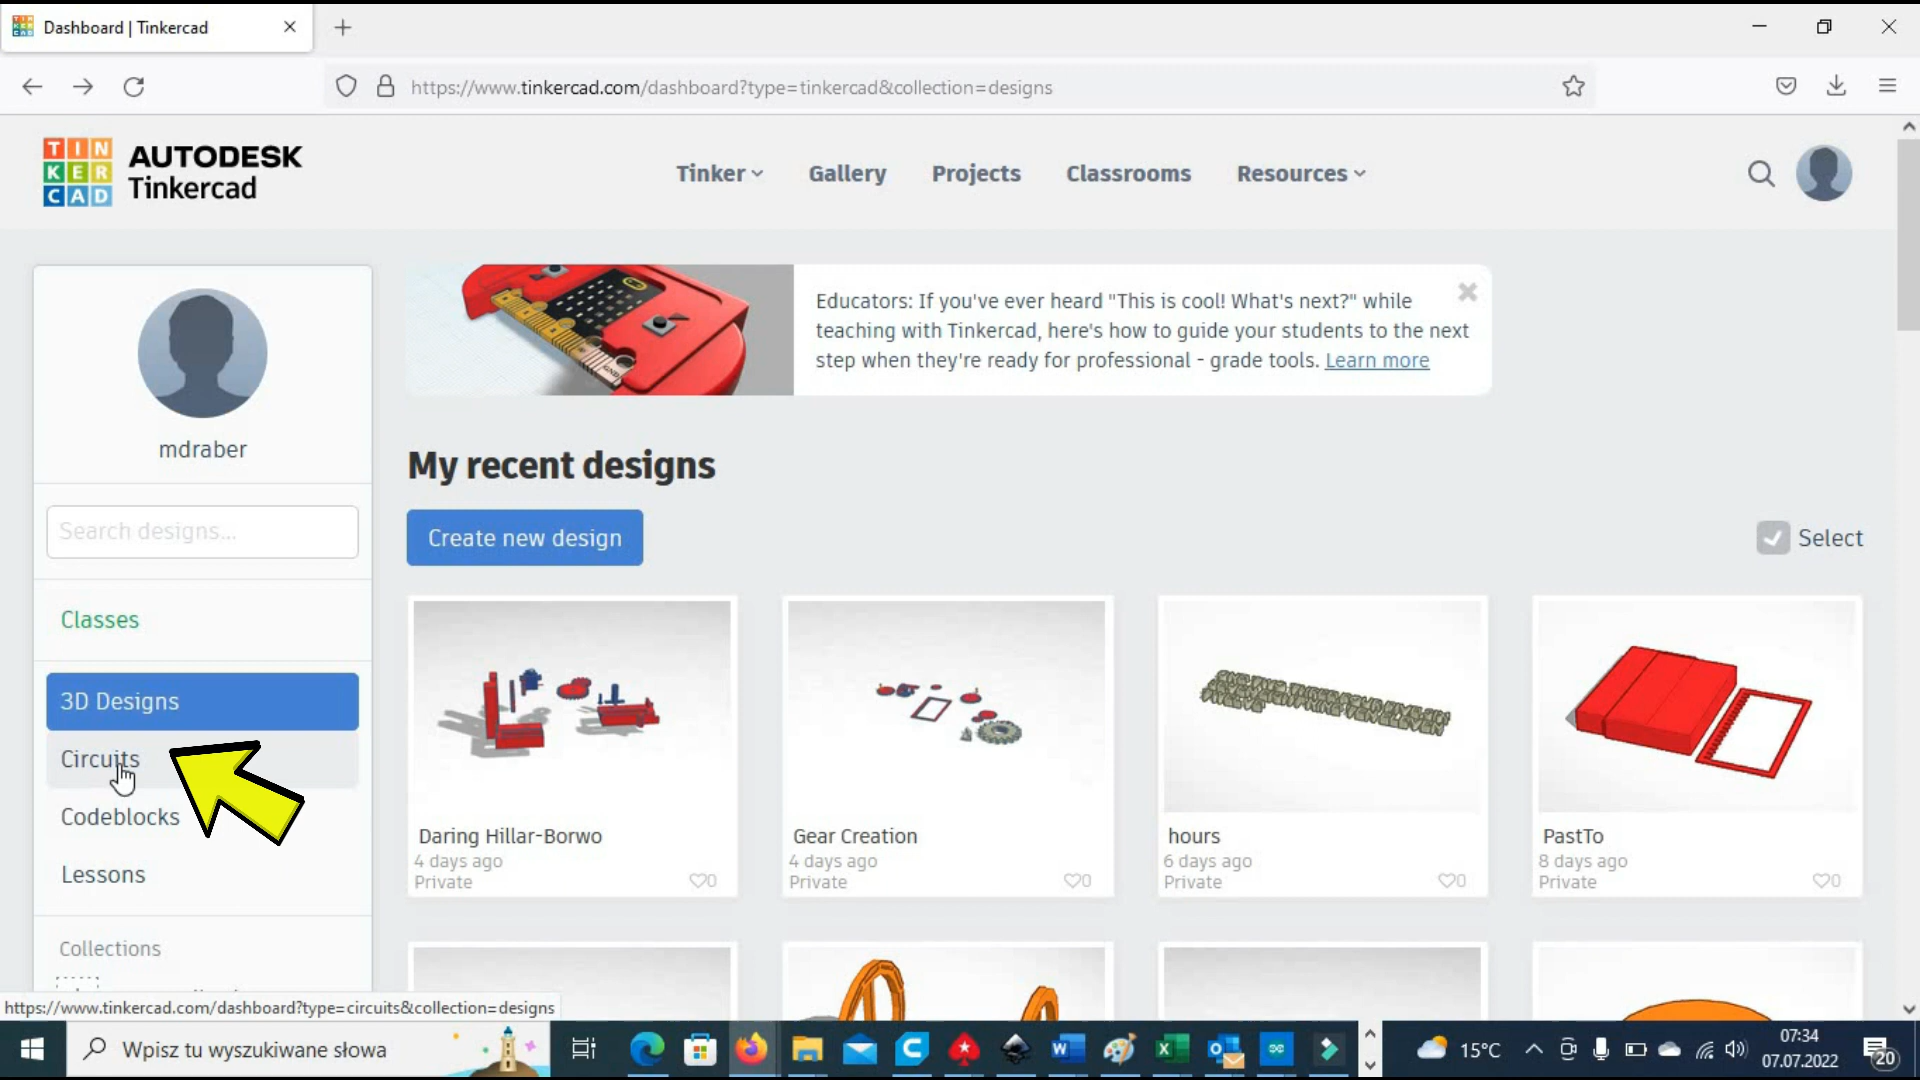 Dashboard | Tinkercad
https://www.tinkercad.com/dashboard?type=tinkercad&collection=designs
TIN
KER
CAD
AUTODESK
Tinkercad
Tinker
Gallery
Projects
Classrooms
Resources
mdraber
Search designs...
Classes
3D Designs
Circuits
Codeblocks
Lessons
Collections
Educators: If you've ever heard "This is cool! What's next?" while
teaching with Tinkercad, here's how to guide your students to the next
step when they're ready for professional - grade tools. Learn more
My recent designs
Create new design
Select
Daring Hillar-Borwo
4 days ago
Private
0
Gear Creation
4 days ago
Private
0
hours
6 days ago
Private
0
PastTo
8 days ago
Private
0
https://www.tinkercad.com/dashboard?type=circuits&collection=designs
Wpisz tu wyszukiwane słowa
15°C
07:34
07.07.2022
20